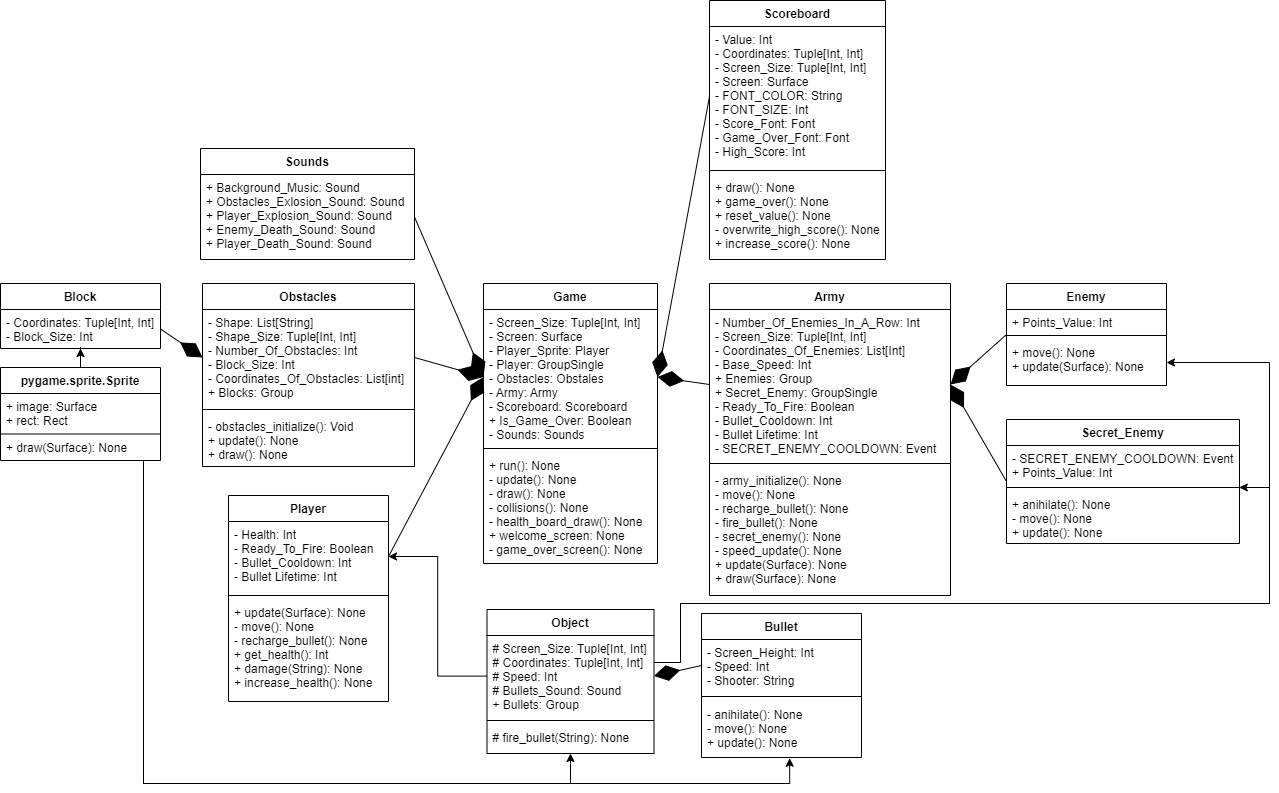 Scoreboard
- Value: Int
- Coordinates: Tuple[Int, Int]
- Screen_Size: Tuple[Int, Int]
- Screen: Surface
- FONT_COLOR: String
- FONT_SIZE: Int
- Score_Font: Font
- Game_Over_Font: Font
- High_Score: Int
+ draw(): None
+ game_over(): None
+ reset_value(): None
- overwrite_high_score(): None
+ increase_score(): None
Sounds
+ Background_Music: Sound
+ Obstacles_Exlosion_Sound: Sound
+ Player_Explosion_Sound: Sound
+ Enemy_Death_Sound: Sound
+ Player_Death_Sound: Sound
Block
- Coordinates: Tuple[Int, Int]
- Block_Size: Int
pygame.sprite.Sprite
+ image: Surface
+ rect: Rect
+ draw(Surface): None
Obstacles
- Shape: List[String]
- Shape_Size: Tuple[Int, Int]
- Number_Of_Obstacles: Int
- Block_Size: Int
- Coordinates_Of_Obstacles: List[int]
+ Blocks: Group
- obstacles_initialize(): Void
+ update(): None
+ draw(): None
Game
- Screen_Size: Tuple[Int, Int]
- Screen: Surface
- Player_Sprite: Player
- Player: GroupSingle
- Obstacles: Obstales
- Army: Army
- Scoreboard: Scoreboard
+ Is_Game_Over: Boolean
- Sounds: Sounds
+ run(): None
- update(): None
- draw(): None
- collisions(): None
- health_board_draw(): None
+ welcome_screen: None
- game_over_screen(): None
Army
- Number_Of_Enemies_In_A_Row: Int
- Screen_Size: Tuple[Int, Int]
- Coordinates_Of_Enemies: List[Int]
- Base_Speed: Int
+ Enemies: Group
+ Secret_Enemy: GroupSingle
- Ready_To_Fire: Boolean
- Bullet_Cooldown: Int
- Bullet Lifetime: Int
- SECRET_ENEMY_COOLDOWN: Event
- army_initialize(): None
- move(): None
- recharge_bullet(): None
- fire_bullet(): None
- secret_enemy(): None
- speed_update(): None
+ update(Surface): None
+ draw(Surface): None
Enemy
+ Points_Value: Int
+ move(): None
+ update(Surface): None
Secret_Enemy
- SECRET_ENEMY_COOLDOWN: Event
+ Points_Value: Int
+ anihilate(): None
- move(): None
+ update(): None
Player
- Health: Int
- Ready_To_Fire: Boolean
- Bullet_Cooldown: Int
- Bullet Lifetime: Int
+ update(Surface): None
- move(): None
- recharge_bullet(): None
+ get_health(): Int
+ damage(String): None
+ increase_health(): None
Object
# Screen_Size: Tuple[Int, Int]
# Coordinates: Tuple[Int, Int]
# Speed: Int
# Bullets_Sound: Sound
+ Bullets: Group
# fire_bullet(String): None
Bullet
- Screen_Height: Int
- Speed: Int
- Shooter: String
- anihilate(): None
- move(): None
+ update(): None